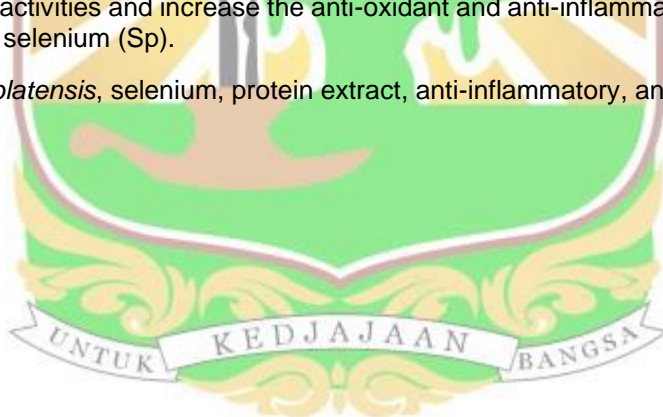 activities and increase the anti-oxidant and anti-inflamma
selenium (Sp).
platensis, selenium, protein extract, anti-inflammatory, an
UNTUK KEDJAJAAN BANGSA